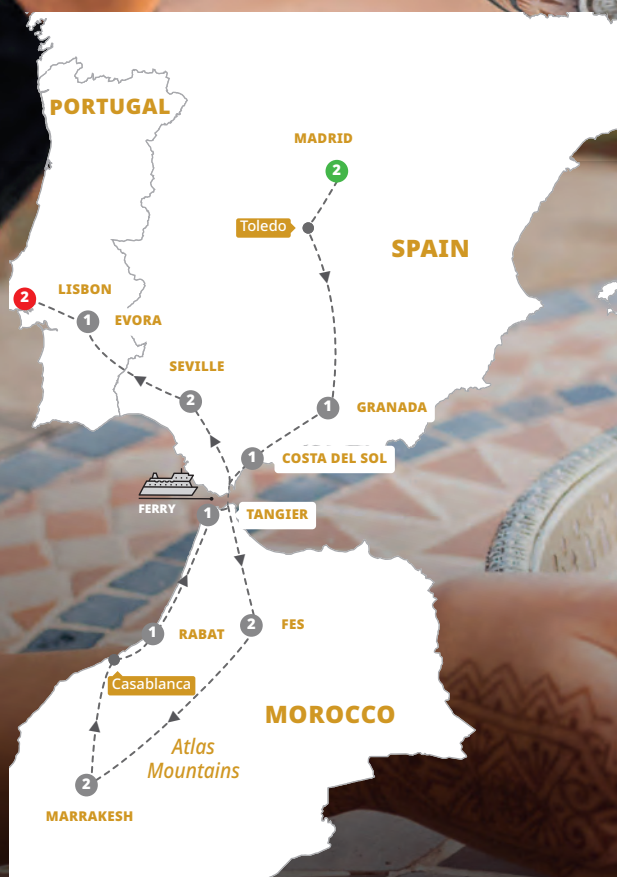 PORTUGAL
MADRID
2
Toledo
SPAIN
LISBON
2
1
EVORA
SEVILLE
2
1
GRANADA
1
COSTA DEL SOL
FERRY
1
TANGIER
1
RABAT
2
FES
Casablanca
MOROCCO
Atlas
Mountains
2
MARRAKESH